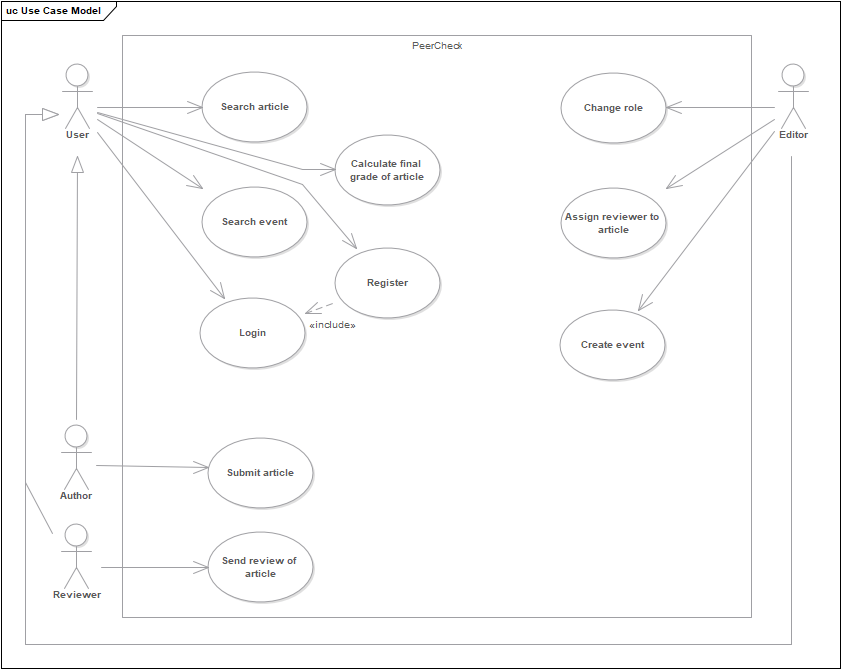 uc Use Case Model
PeerCheck
User
Editor
Search article
Change role
Calculate final
grade of article
Search event
Assign reviewer to
article
Register
Login
«include»
Create event
Author
Submit article
Reviewer
Send review of
article